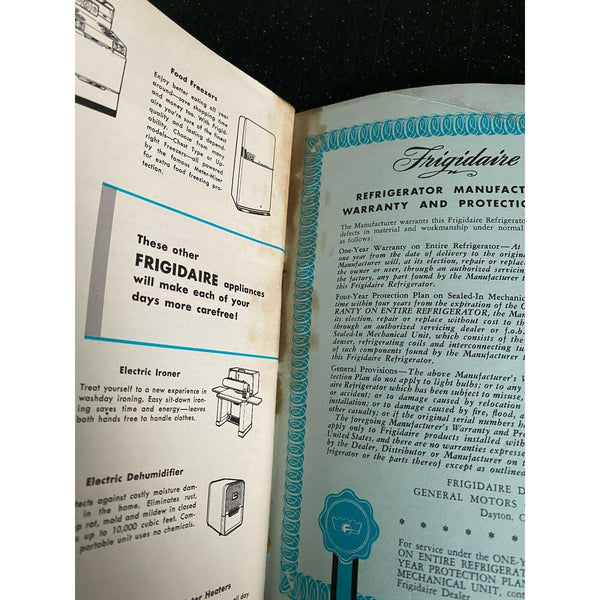 Food Freezers
Enjoy better eating all year
around—save shopping time
and money too. With Frigid-
aire you're sure of the finest
quality and lasting depend-
ability. Choose from many
models—Chest Type or Up-
right Freezers—all powered
by the famous Meter-Miser
for extra food freezing pro-
tection.
These other
FRIGIDAIRE appliances
will make each of your
days more carefree!
Electric Ironer
Treat yourself to a new experience in
washday ironing. Easy sit-down iron-
ing saves time and energy—leaves
both hands free to handle clothes.
Electric Dehumidifier
tects against costly moisture dam-
in the home. Eliminates rust,
p rot, mold and mildew in closed
s up to 10,000 cubic feet. Com-
portable unit uses no chemicals.
ter Heaters
all day
Frigidaire
REFRIGERATOR MANUFACT
WARRANTY AND PROTECTIO
The Manufacturer warrants this Frigidaire Refrigerator
defects in material and workmanship under normal
as follows:
One-Year Warranty on Entire Refrigerator—At
one year from the date of delivery to the origina
Manufacturer will, at its election, repair or replace
the owner or user, through an authorized servicing
the factory, any part found by the Manufacturer
this Frigidaire Refrigerator.
Four-Year Protection Plan on Sealed-In Mechanic
time within four years from the expiration of the O
RANTY ON ENTIRE REFRIGERATOR, the Manu
its election, repair or replace without cost to the
through an authorized servicing dealer or f.o.b.
Sealed-In Mechanical Unit, which consists of the
denser, refrigerating coils and interconnecting t
of such components found by the Manufacturer
this Frigidaire Refrigerator.
General Provisions—The above Manufacturer's W
tection Plan do not apply to light bulbs; or to any
aire Refrigerator which has been subject to misuse,
or accident; or to damage caused by relocation
installation; or to damage caused by fire, flood, a
other casualty; or if the original serial numbers ha
The foregoing Manufacturer's Warranty and Pro
apply only to Frigidaire products installed with
United States, and there are no warranties expresse
by the Dealer, Distributor or Manufacturer on t
frigerator or the parts thereof except as outlined
FRIGIDAIRE D
GENERAL MOTORS
Dayton, O
* * * * * *
For service under the ONE-Y
ON ENTIRE REFRIGERA
YEAR PROTECTION PLAN
MECHANICAL UNIT, cont
Frigidaire Dealer